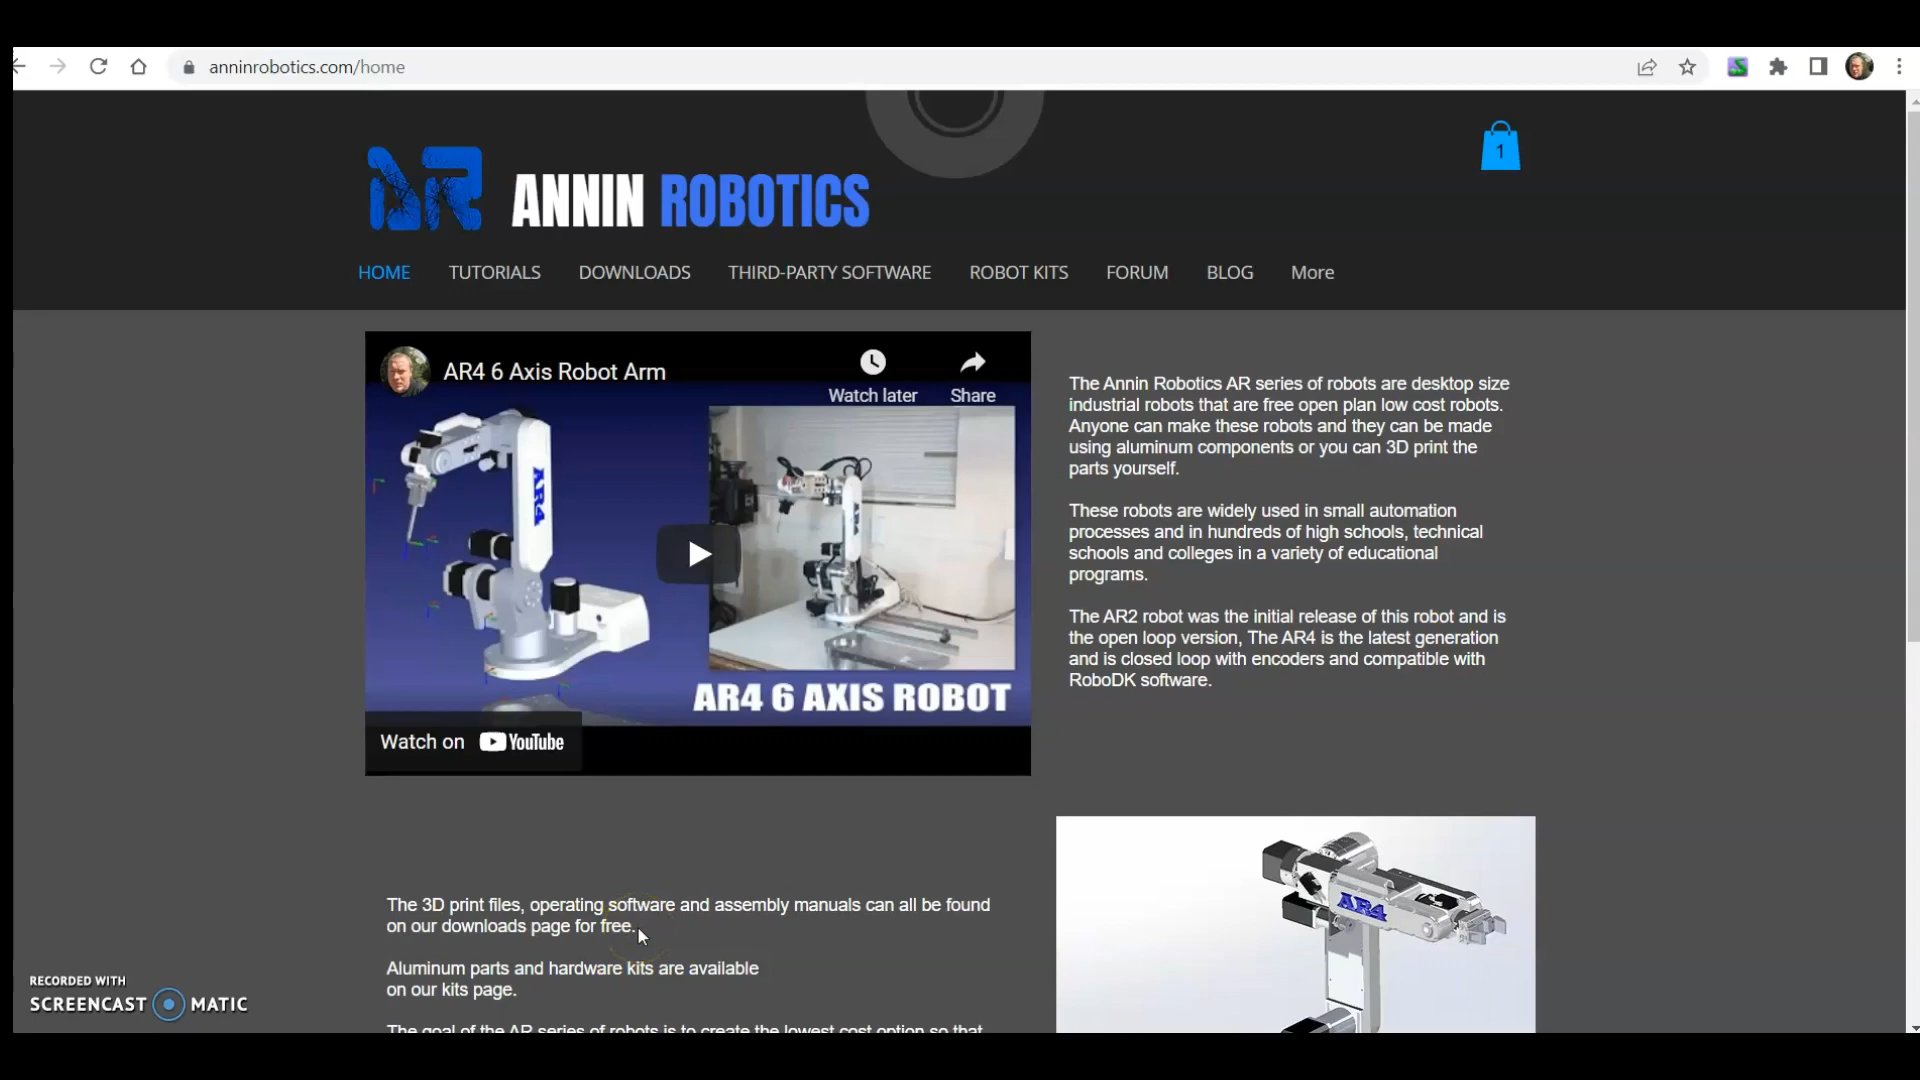 anninrobotics.com/home
1
AR
ANNIN ROBOTICS
HOME
TUTORIALS
DOWNLOADS
THIRD-PARTY SOFTWARE
ROBOT KITS
FORUM
BLOG
More
AR4 6 Axis Robot Arm
Watch later
Share
AR4
AR4 6 AXIS ROBOT
Watch on YouTube
The Annin Robotics AR series of robots are desktop size
industrial robots that are free open plan low cost robots.
Anyone can make these robots and they can be made
using aluminum components or you can 3D print the
parts yourself.
These robots are widely used in small automation
processes and in hundreds of high schools, technical
schools and colleges in a variety of educational
programs.
The AR2 robot was the initial release of this robot and is
the open loop version, The AR4 is the latest generation
and is closed loop with encoders and compatible with
RoboDK software.
The 3D print files, operating software and assembly manuals can all be found
on our downloads page for free.
Aluminum parts and hardware kits are available
on our kits page.
The goal of the AR series of robots is to create the lowest cost option so that
AR4
RECORDED WITH
SCREENCAST MATIC